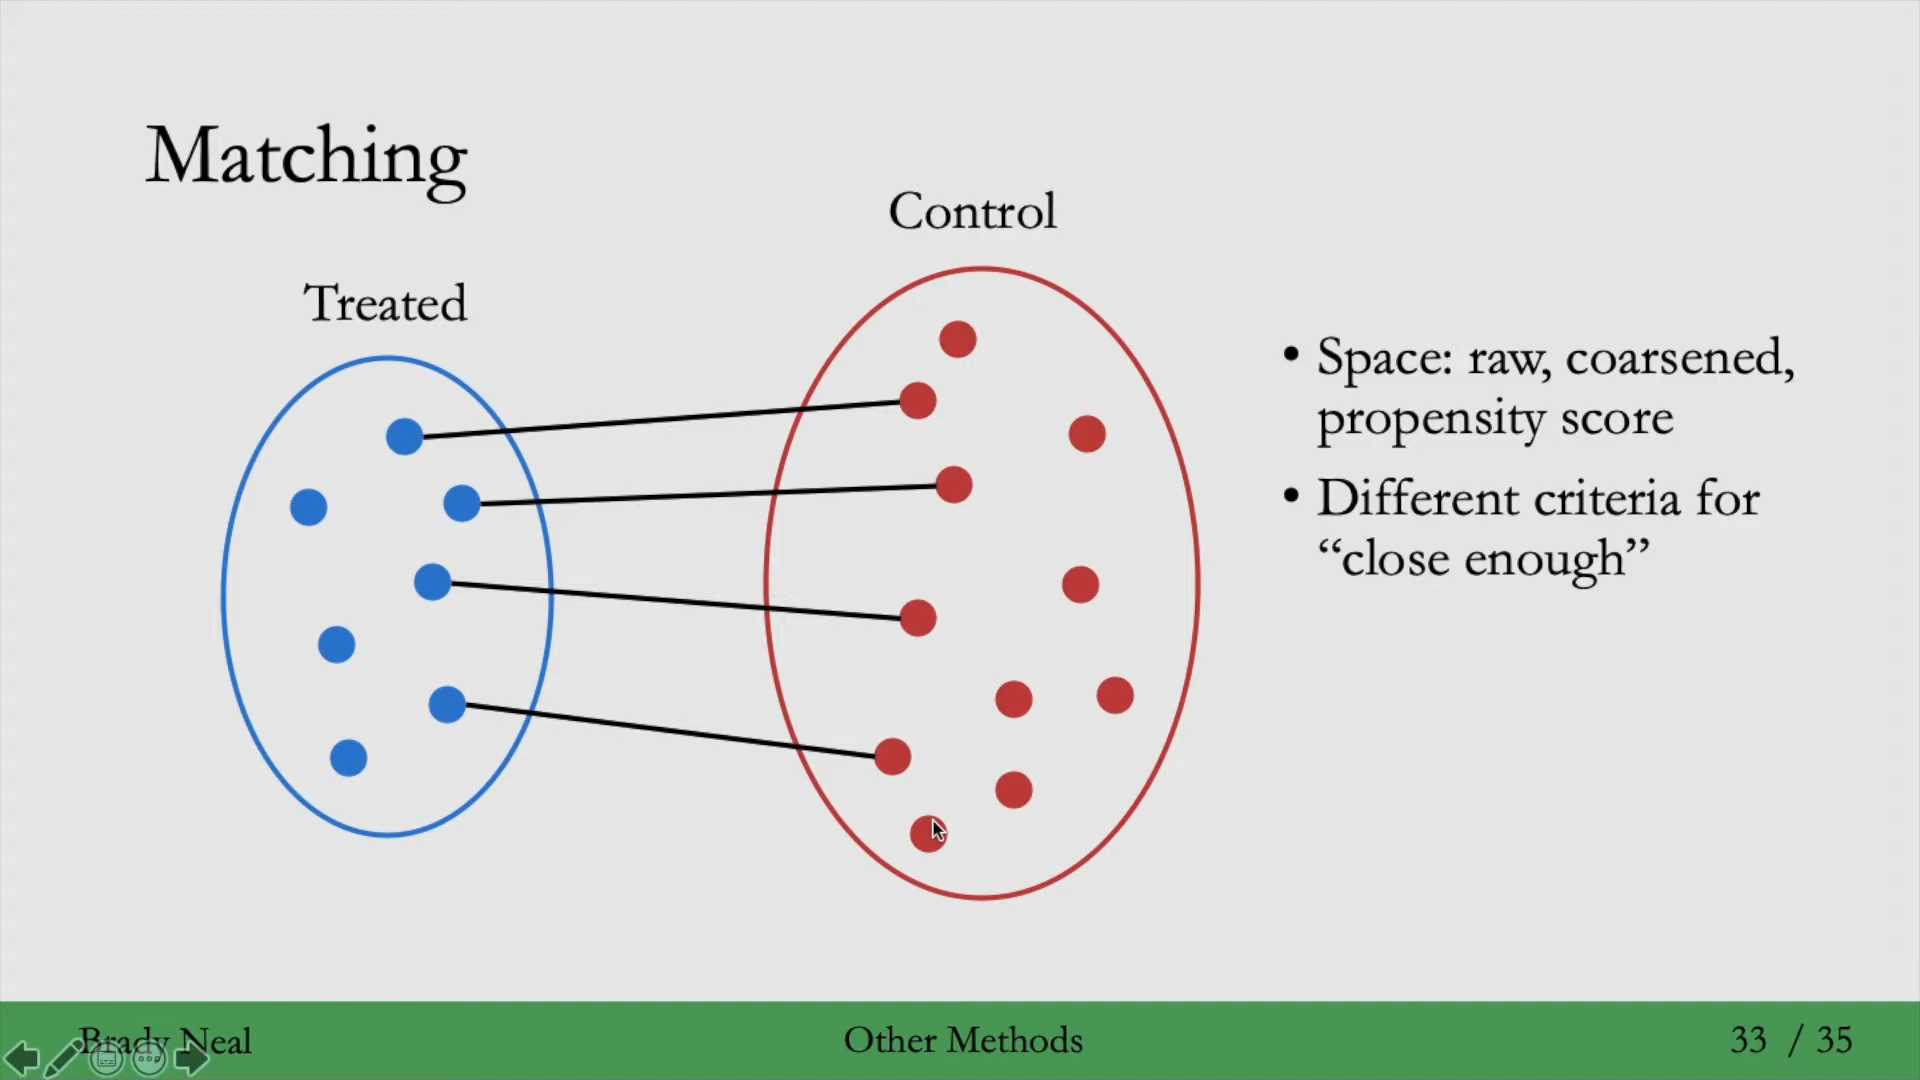 Matching
Treated
Control
• Space: raw, coarsened,
propensity score
• Different criteria for
“close enough”
Brady Neal
Other Methods
33 / 35